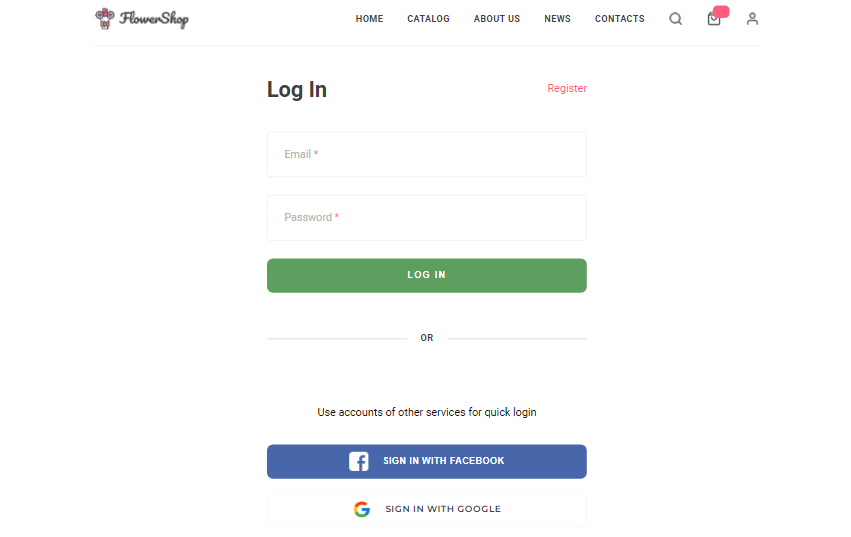 FlowerShop HOME CATALOG ABOUT US NEWS CONTACTS
Log In Register
Email *
Password *
LOG IN
OR
Use accounts of other services for quick login
SIGN IN WITH FACEBOOK
SIGN IN WITH GOOGLE